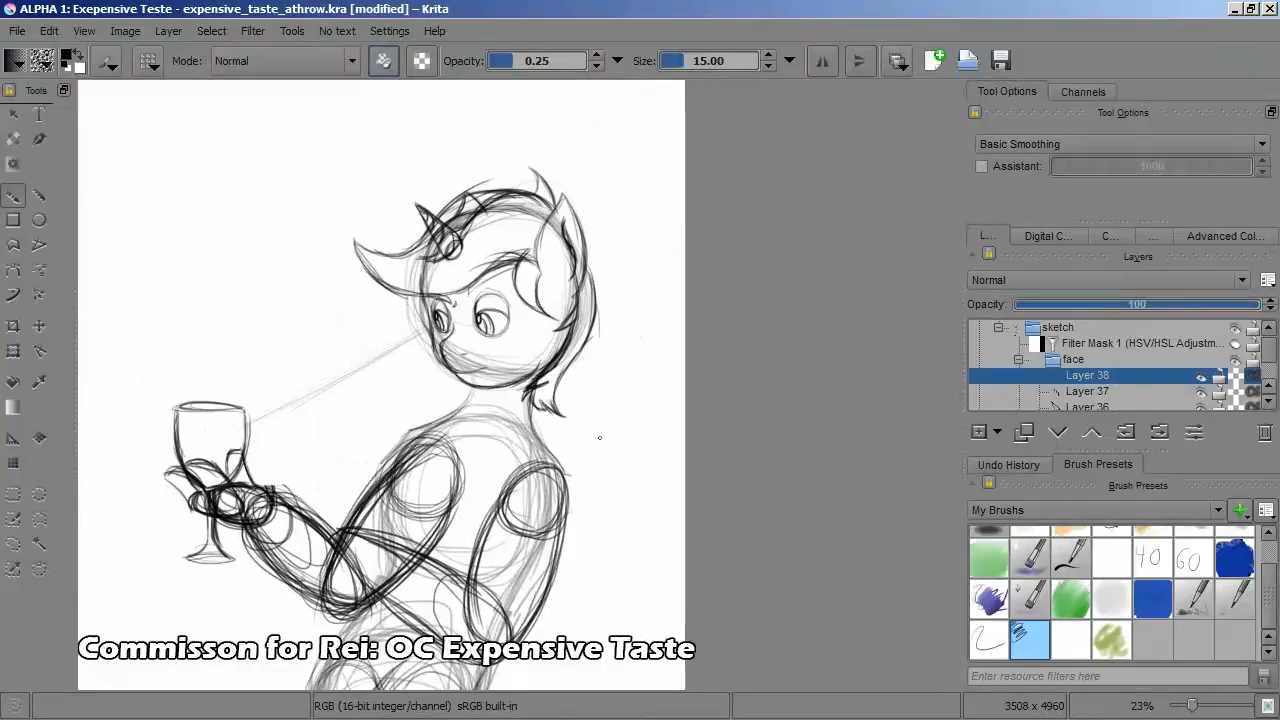 ALPHA 1: Exepensive Teste - expensive_taste_athrow.kra [modified] – Krita
File Edit View Image Layer Select Filter Tools No text Settings Help
Mode: Normal Opacity: 0.25 Size: 15.00
Tools
Tool Options Channels
Tool Options
Basic Smoothing
Assistant: 1000
L... Digital C... C... ... Advanced Col...
Layers
Normal
Opacity: 100
sketch
Filter Mask 1 (HSV/HSL Adjustm...
face
Layer 38
Layer 37
Layer 36
Undo History Brush Presets
Brush Presets
My Brushs
40 60
Commisson for Rei: OC Expensive Taste
Enter resource filters here
RGB (16-bit integer/channel) sRGB built-in 3508 x 4960 23%